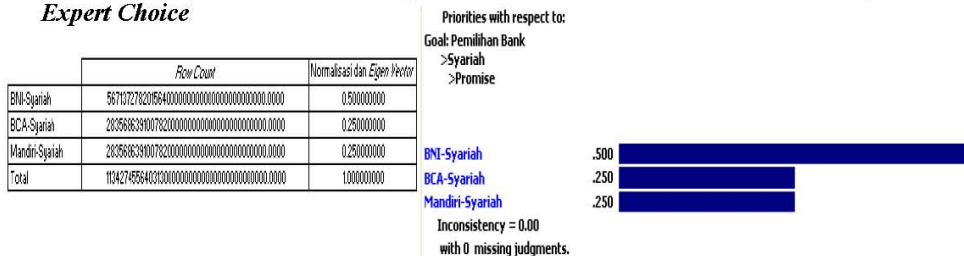 Expert Choice
Row Count Normalisasi dan Eigen Vector
BNI-Syariah 0.500000000
BCA-Syariah 0.250000000
Mandiri-Syariah 0.250000000
Total 1.000000000
Priorities with respect to:
Goal: Pemilihan Bank
>Syariah
>Promise
BNI-Syariah .500
BCA-Syariah .250
Mandiri-Syariah .250
Inconsistency = 0.00
with 0 missing judgments.